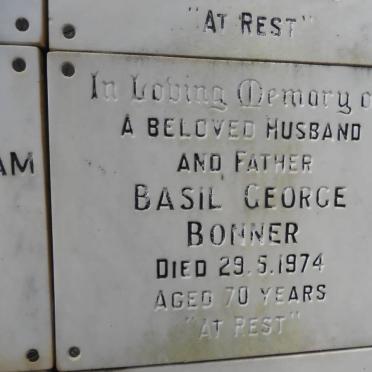 "AT REST"
AM
In Loving Memory o
A BELOVED HUSBAND
AND FATHER
BASIL GEORGE
BONNER
DIED 29.5.1974
AGED 70 YEARS
"AT REST"